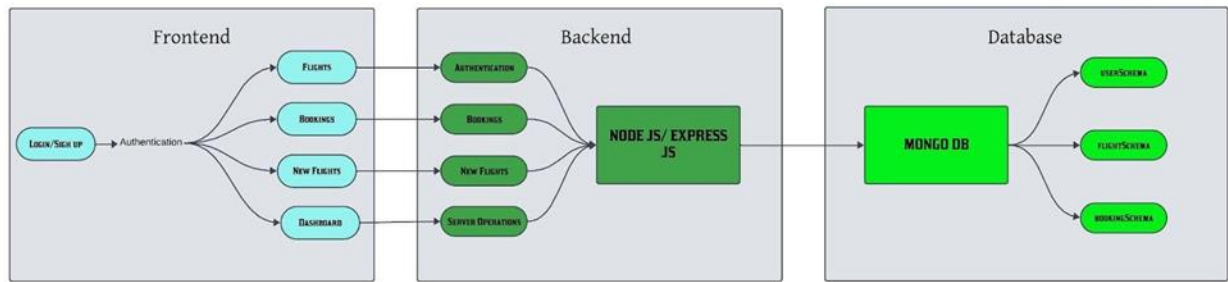 Frontend
Login/Sigh up
Authentication
Flights
Bookings
New Flights
Dashboard
Backend
Authentication
Bookings
New Flights
Server Operations
NODE JS/ EXPRESS
JS
Database
MONGO DB
userSchema
flightSchema
bookingSchema